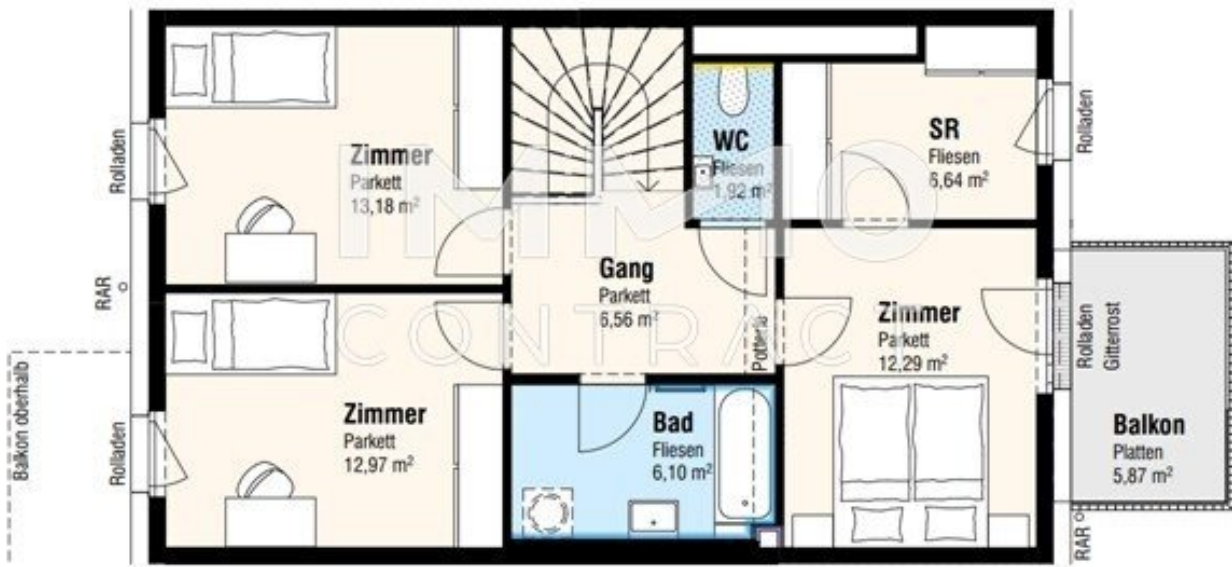 Rolladen
Zimmer
Parkett
13,18 m²
WC
Fliesen
1,92 m²
SR
Fliesen
6,64 m²
Rolladen
IMMO
CONTRACT
RAR
Gang
Parkett
6,56 m²
Zimmer
Parkett
12,29 m²
Rolladen
Gitterrost
Balkon oberhalb
Rolladen
Zimmer
Parkett
12,97 m²
Bad
Fliesen
6,10 m²
Balkon
Platten
5,87 m²
RAR